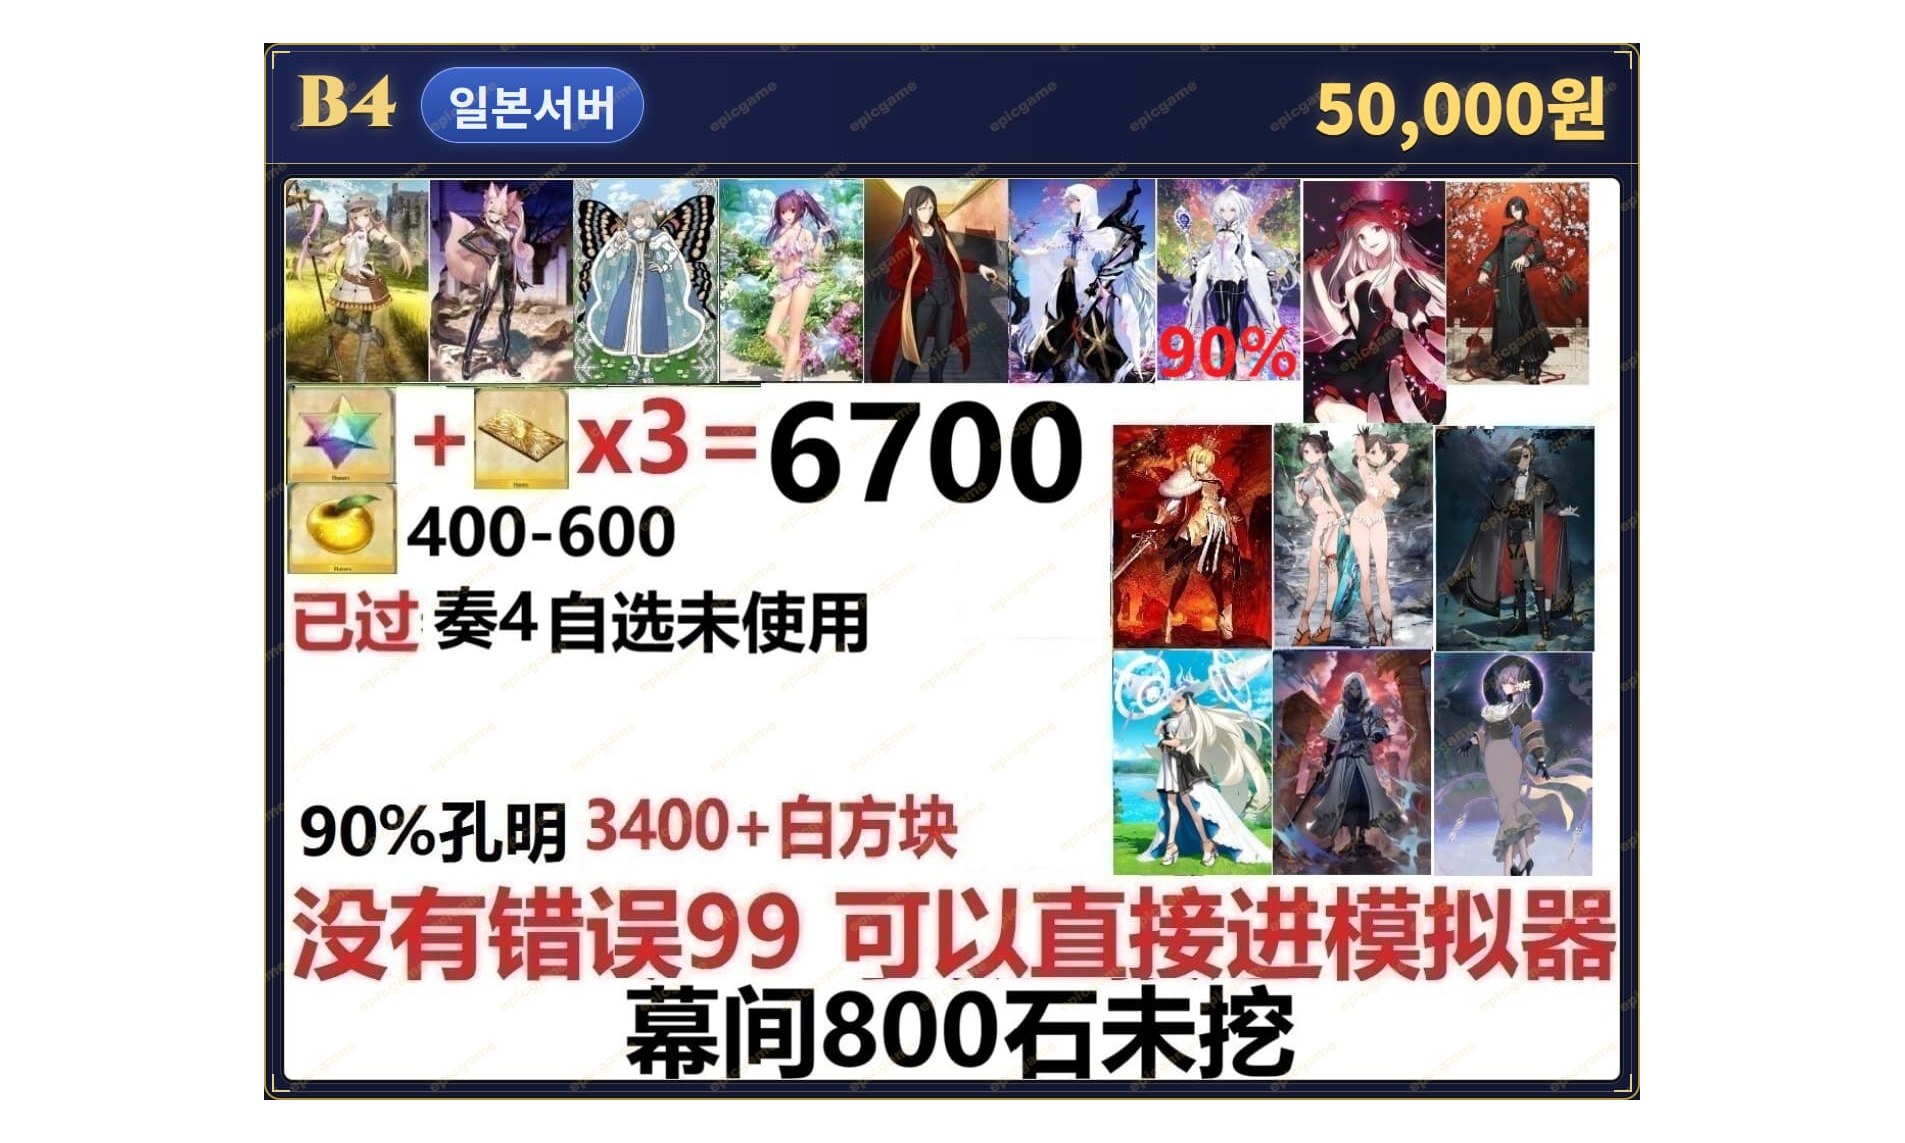 B4 일본서버 50,000원
90%
+ x3=6700
400-600
已过 奏4自选未使用
90%孔明 3400+白方块
没有错误99 可以直接进模拟器
幕间800石未挖
epicgame